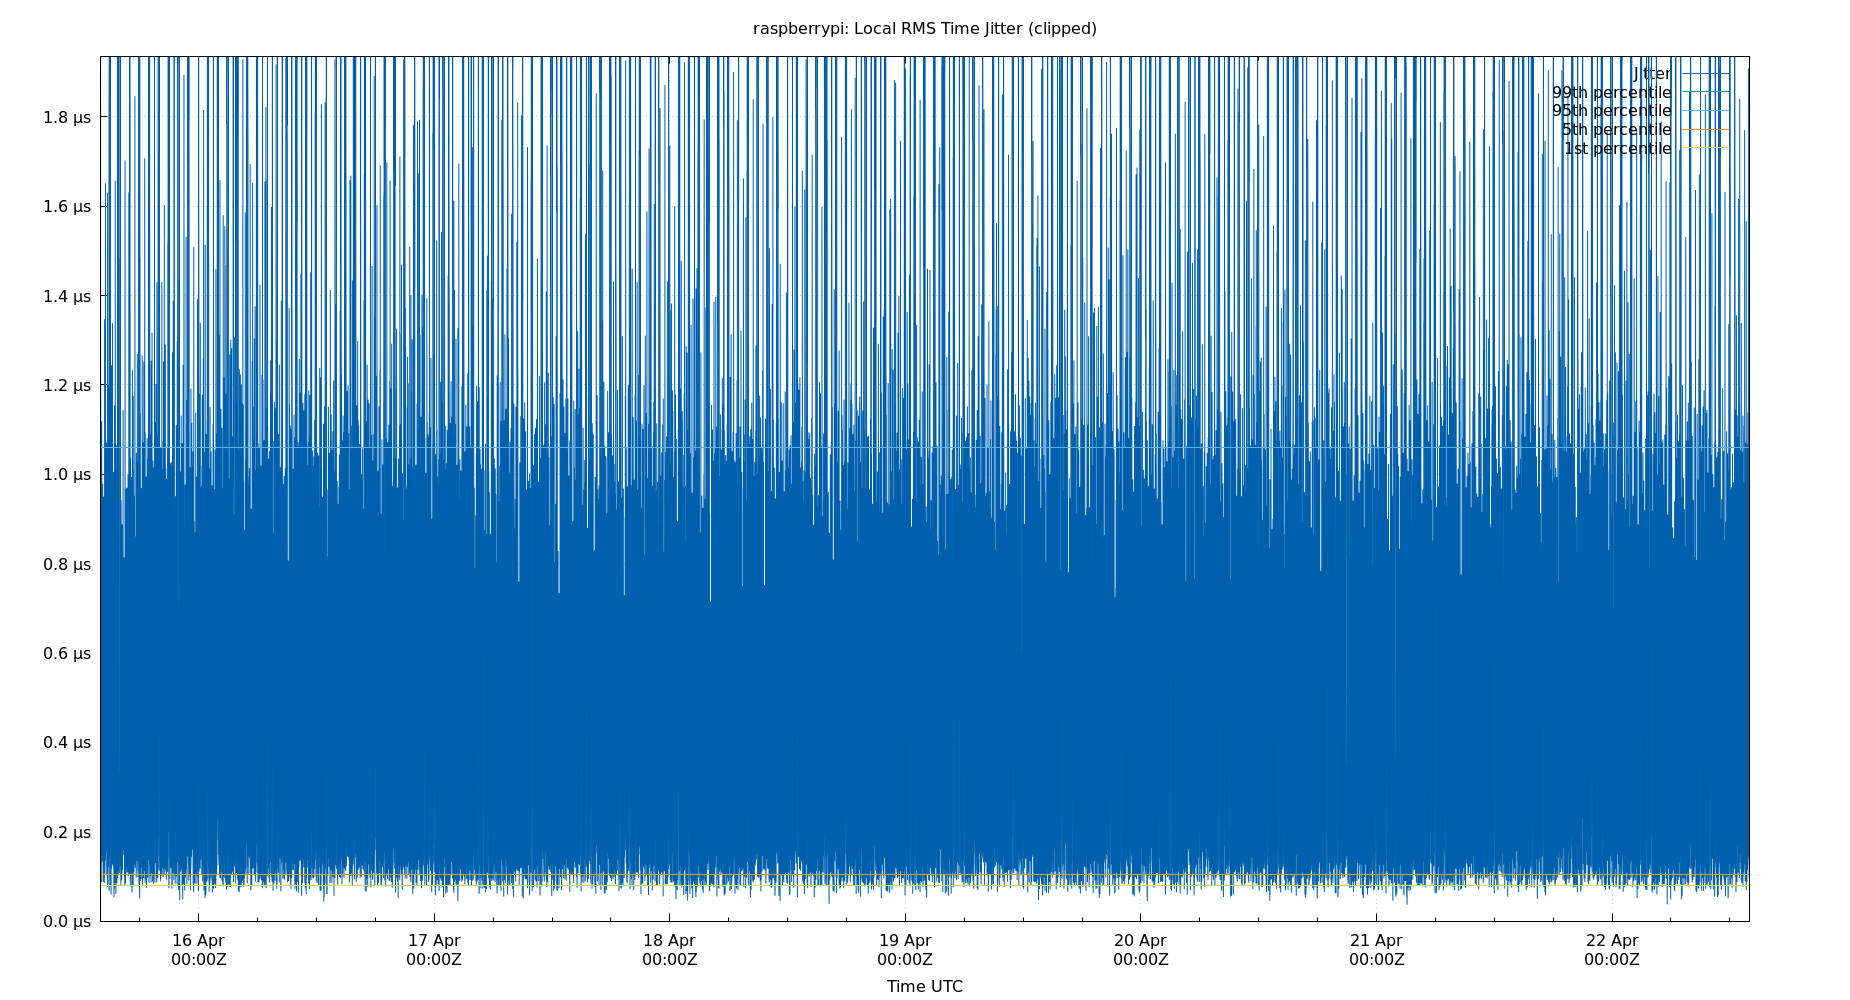 raspberrypi: Local RMS Time Jitter (clipped)
Jitter
99th percentile
95th percentile
5th percentile
1st percentile
1.8 μs
1.6 μs
1.4 μs
1.2 μs
1.0 μs
0.8 μs
0.6 μs
0.4 μs
0.2 μs
0.0 μs
16 Apr 17 Apr 18 Apr 19 Apr 20 Apr 21 Apr 22 Apr
00:00Z 00:00Z 00:00Z 00:00Z 00:00Z 00:00Z 00:00Z
Time UTC